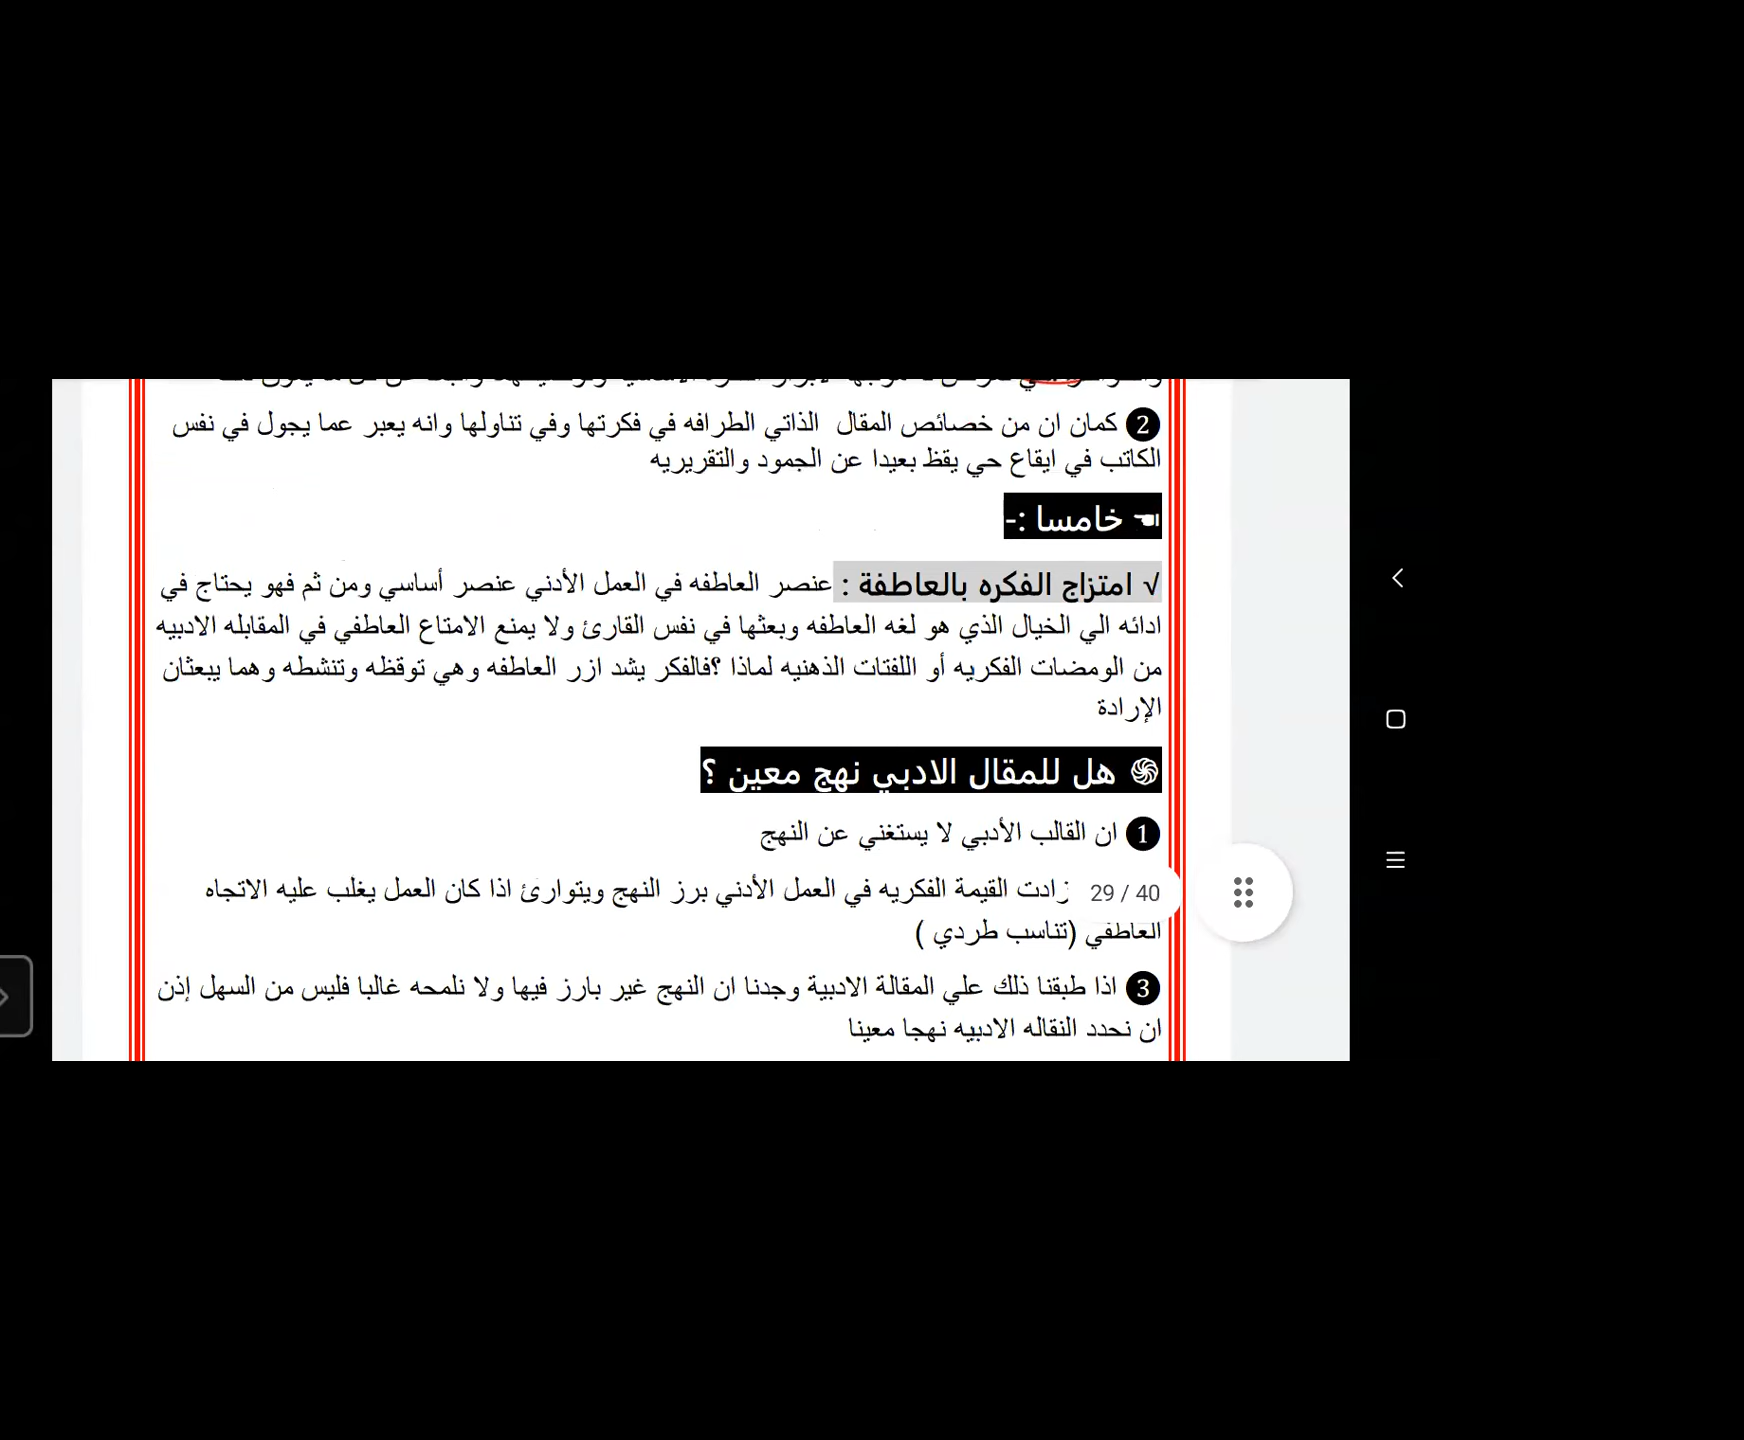 ❷ كمان ان من خصائص المقال الذاتي الطرافه في فكرتها وفي تناولها وانه يعبر عما يجول في نفس
الكاتب في ايقاع حي يقظ بعيدا عن الجمود والتقريريه
☚ خامسا :-
√ امتزاج الفكره بالعاطفة : عنصر العاطفه في العمل الأدني عنصر أساسي ومن ثم فهو يحتاج في
ادائه الي الخيال الذي هو لغه العاطفه وبعثها في نفس القارئ ولا يمنع الامتاع العاطفي في المقابله الادبيه
من الومضات الفكريه أو اللفتات الذهنيه لماذا ؟فالفكر يشد ازر العاطفه وهي توقظه وتنشطه وهما يبعثان
الإرادة
هل للمقال الادبي نهج معين ؟
❶ ان القالب الأدبي لا يستغني عن النهج
زادت القيمة الفكريه في العمل الأدني برز النهج ويتوارئ اذا كان العمل يغلب عليه الاتجاه
29 / 40
العاطفي (تناسب طردي )
❸ اذا طبقنا ذلك علي المقالة الادبية وجدنا ان النهج غير بارز فيها ولا نلمحه غالبا فليس من السهل إذن
ان نحدد النقاله الادبيه نهجا معينا